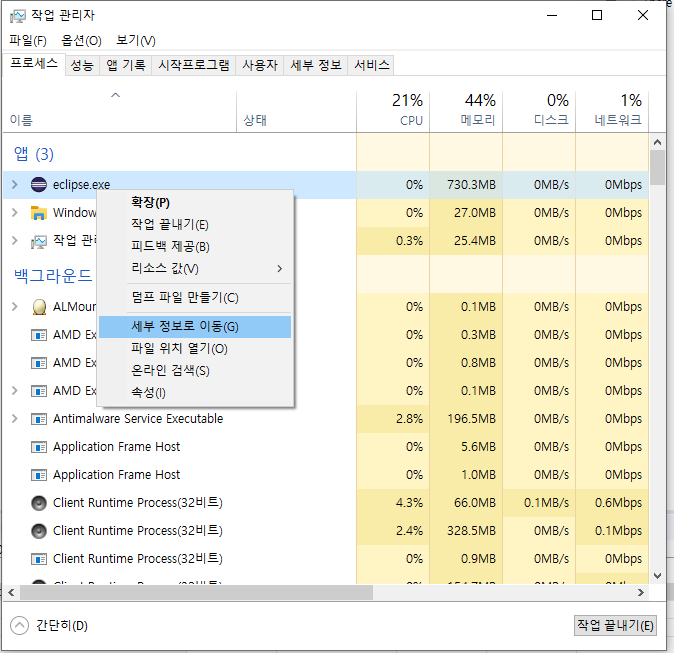 작업 관리자
파일(F) 옵션(O) 보기(V)
프로세스 성능 앱 기록 시작프로그램 사용자 세부 정보 서비스
21% 44% 0% 1%
이름 상태 CPU 메모리 디스크 네트워크
앱 (3)
eclipse.exe 0% 730.3MB 0MB/s 0Mbps
확장(P)
Window 0% 27.0MB 0MB/s 0Mbps
작업 끝내기(E)
작업 관리 0.3% 25.4MB 0MB/s 0Mbps
피드백 제공(B)
리소스 값(V)
백그라운드
덤프 파일 만들기(C)
ALMour 0% 0.1MB 0MB/s 0Mbps
세부 정보로 이동(G)
AMD Ex 0% 0.3MB 0MB/s 0Mbps
파일 위치 열기(O)
AMD Ex 0% 0.8MB 0MB/s 0Mbps
온라인 검색(S)
AMD Ex 0% 0.1MB 0MB/s 0Mbps
속성(I)
Antimalware Service Executable 2.8% 196.5MB 0MB/s 0Mbps
Application Frame Host 0% 5.6MB 0MB/s 0Mbps
Application Frame Host 0% 1.0MB 0MB/s 0Mbps
Client Runtime Process(32비트) 4.3% 66.0MB 0.1MB/s 0.6Mbps
Client Runtime Process(32비트) 2.4% 328.5MB 0MB/s 0.1Mbps
Client Runtime Process(32비트) 0% 0.9MB 0MB/s 0Mbps
간단히(D) 작업 끝내기(E)